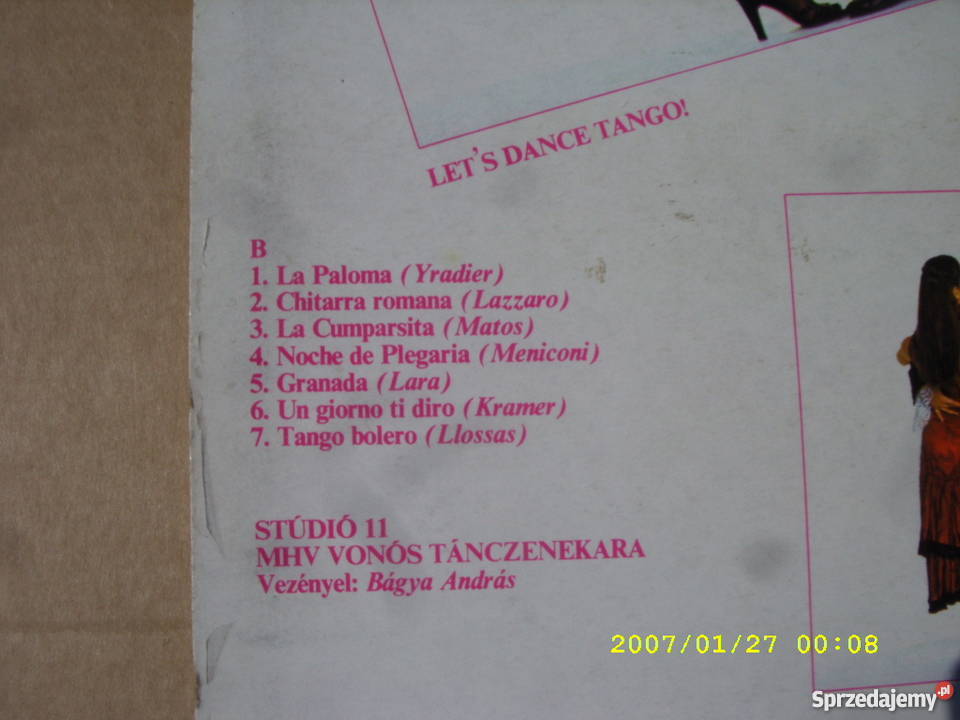 LET'S DANCE TANGO!
B
1. La Paloma (Yradier)
2. Chitarra romana (Lazzaro)
3. La Cumparsita (Matos)
4. Noche de Plegaria (Meniconi)
5. Granada (Lara)
6. Un giorno ti diro (Kramer)
7. Tango bolero (Llossas)
STÚDIÓ 11
MHV VONÓS TÁNCZENEKARA
Vezényel: Bágya András
2007/01/27 00:08
Sprzedajemy.pl